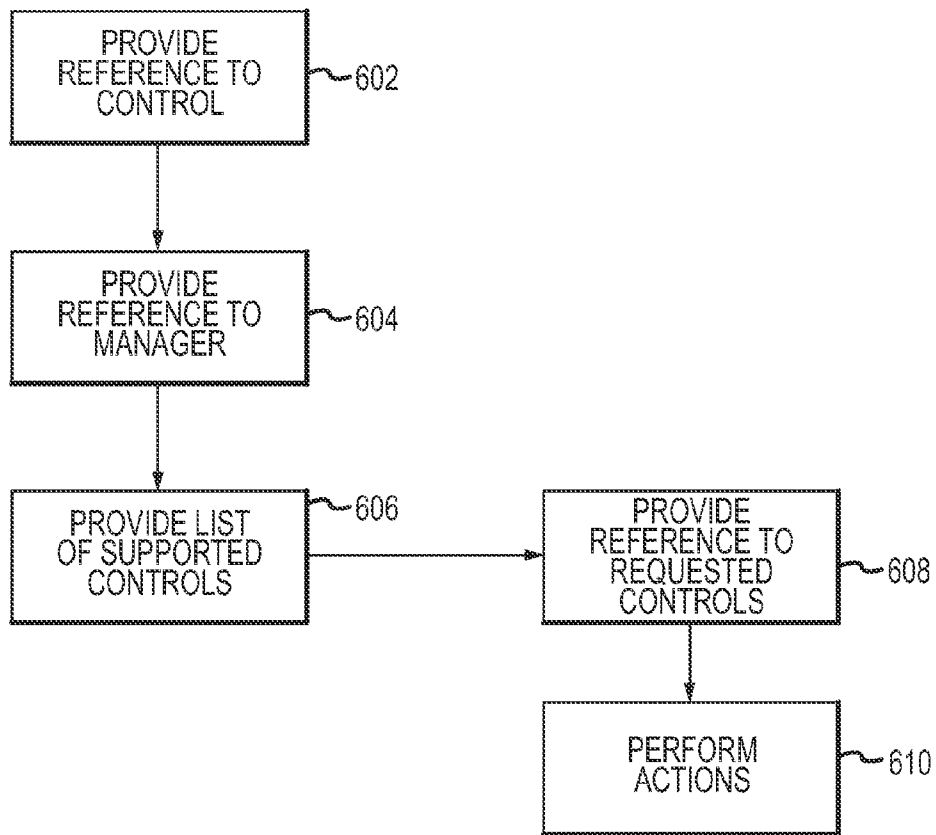 PROVIDE
REFERENCE TO
CONTROL
602
PROVIDE
REFERENCE TO
MANAGER
604
PROVIDE LIST
OF SUPPORTED
CONTROLS
606
PROVIDE
REFERENCE TO
REQUESTED
CONTROLS
608
PERFORM
ACTIONS
610